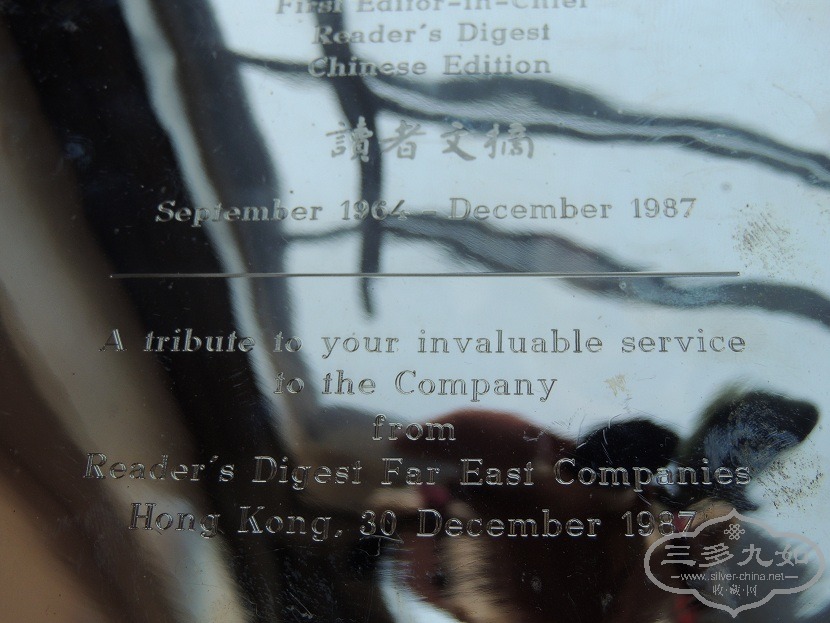 First Editor-in-Chief
Reader's Digest
Chinese Edition
讀者文摘
September 1964 - December 1987
A tribute to your invaluable service
to the Company
from
Reader's Digest Far East Companies
Hong Kong, 30 December 1987
三多九如
www.silver-china.net
收藏网